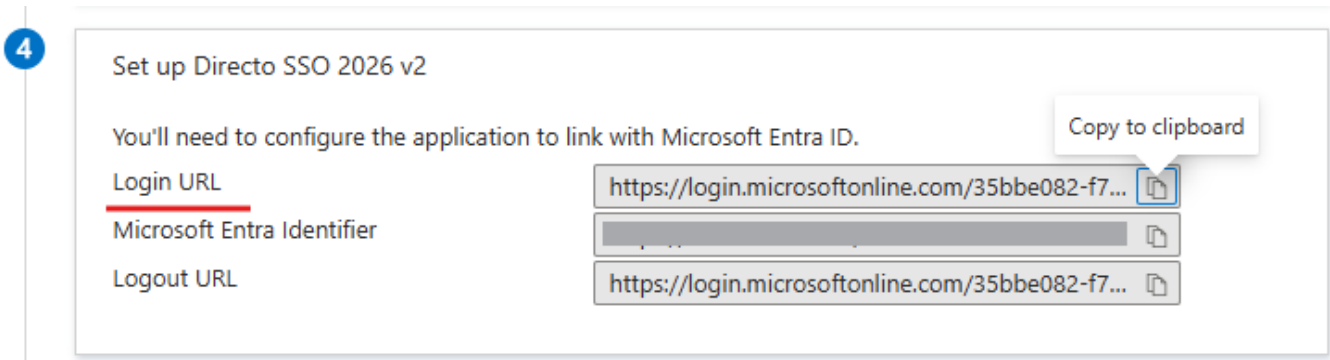 4
Set up Directo SSO 2026 v2
You'll need to configure the application to link with Microsoft Entra ID.
Copy to clipboard
Login URL
https://login.microsoftonline.com/35bbe082-f7...
Microsoft Entra Identifier
Logout URL
https://login.microsoftonline.com/35bbe082-f7...